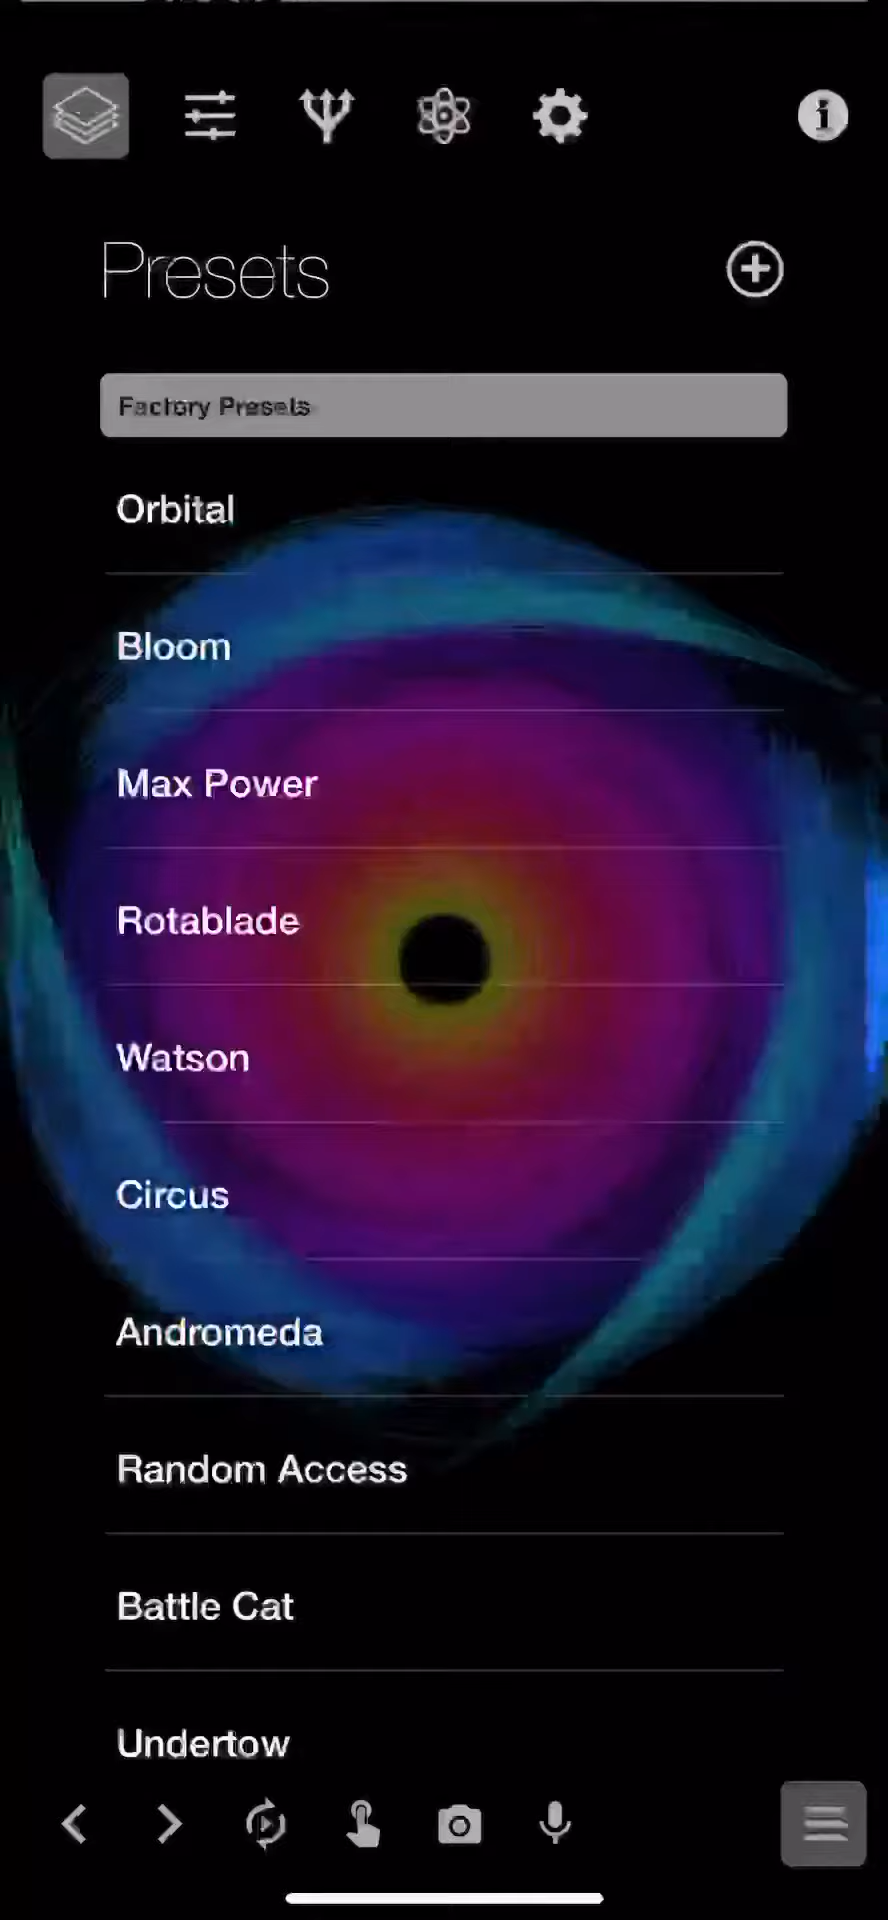 Presets
Factory Presets
Orbital
Bloom
Max Power
Rotablade
Watson
Circus
Andromeda
Random Access
Battle Cat
Undertow